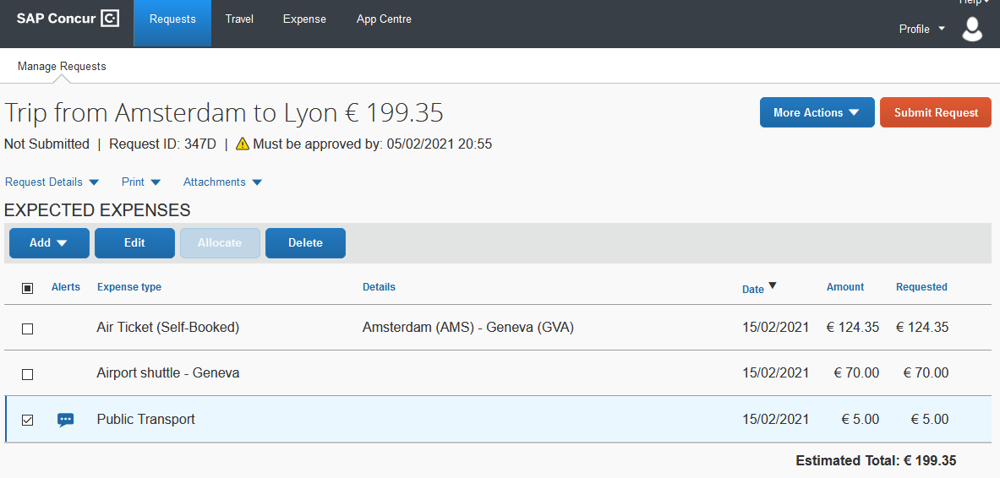 Help
SAP Concur C Requests Travel Expense App Centre
Profile
Manage Requests
Trip from Amsterdam to Lyon € 199.35
More Actions Submit Request
Not Submitted | Request ID: 347D | Must be approved by: 05/02/2021 20:55
Request Details Print Attachments
EXPECTED EXPENSES
Add Edit Allocate Delete
Alerts Expense type Details Date Amount Requested
Air Ticket (Self-Booked) Amsterdam (AMS) - Geneva (GVA) 15/02/2021 € 124.35 € 124.35
Airport shuttle - Geneva 15/02/2021 € 70.00 € 70.00
Public Transport 15/02/2021 € 5.00 € 5.00
Estimated Total: € 199.35